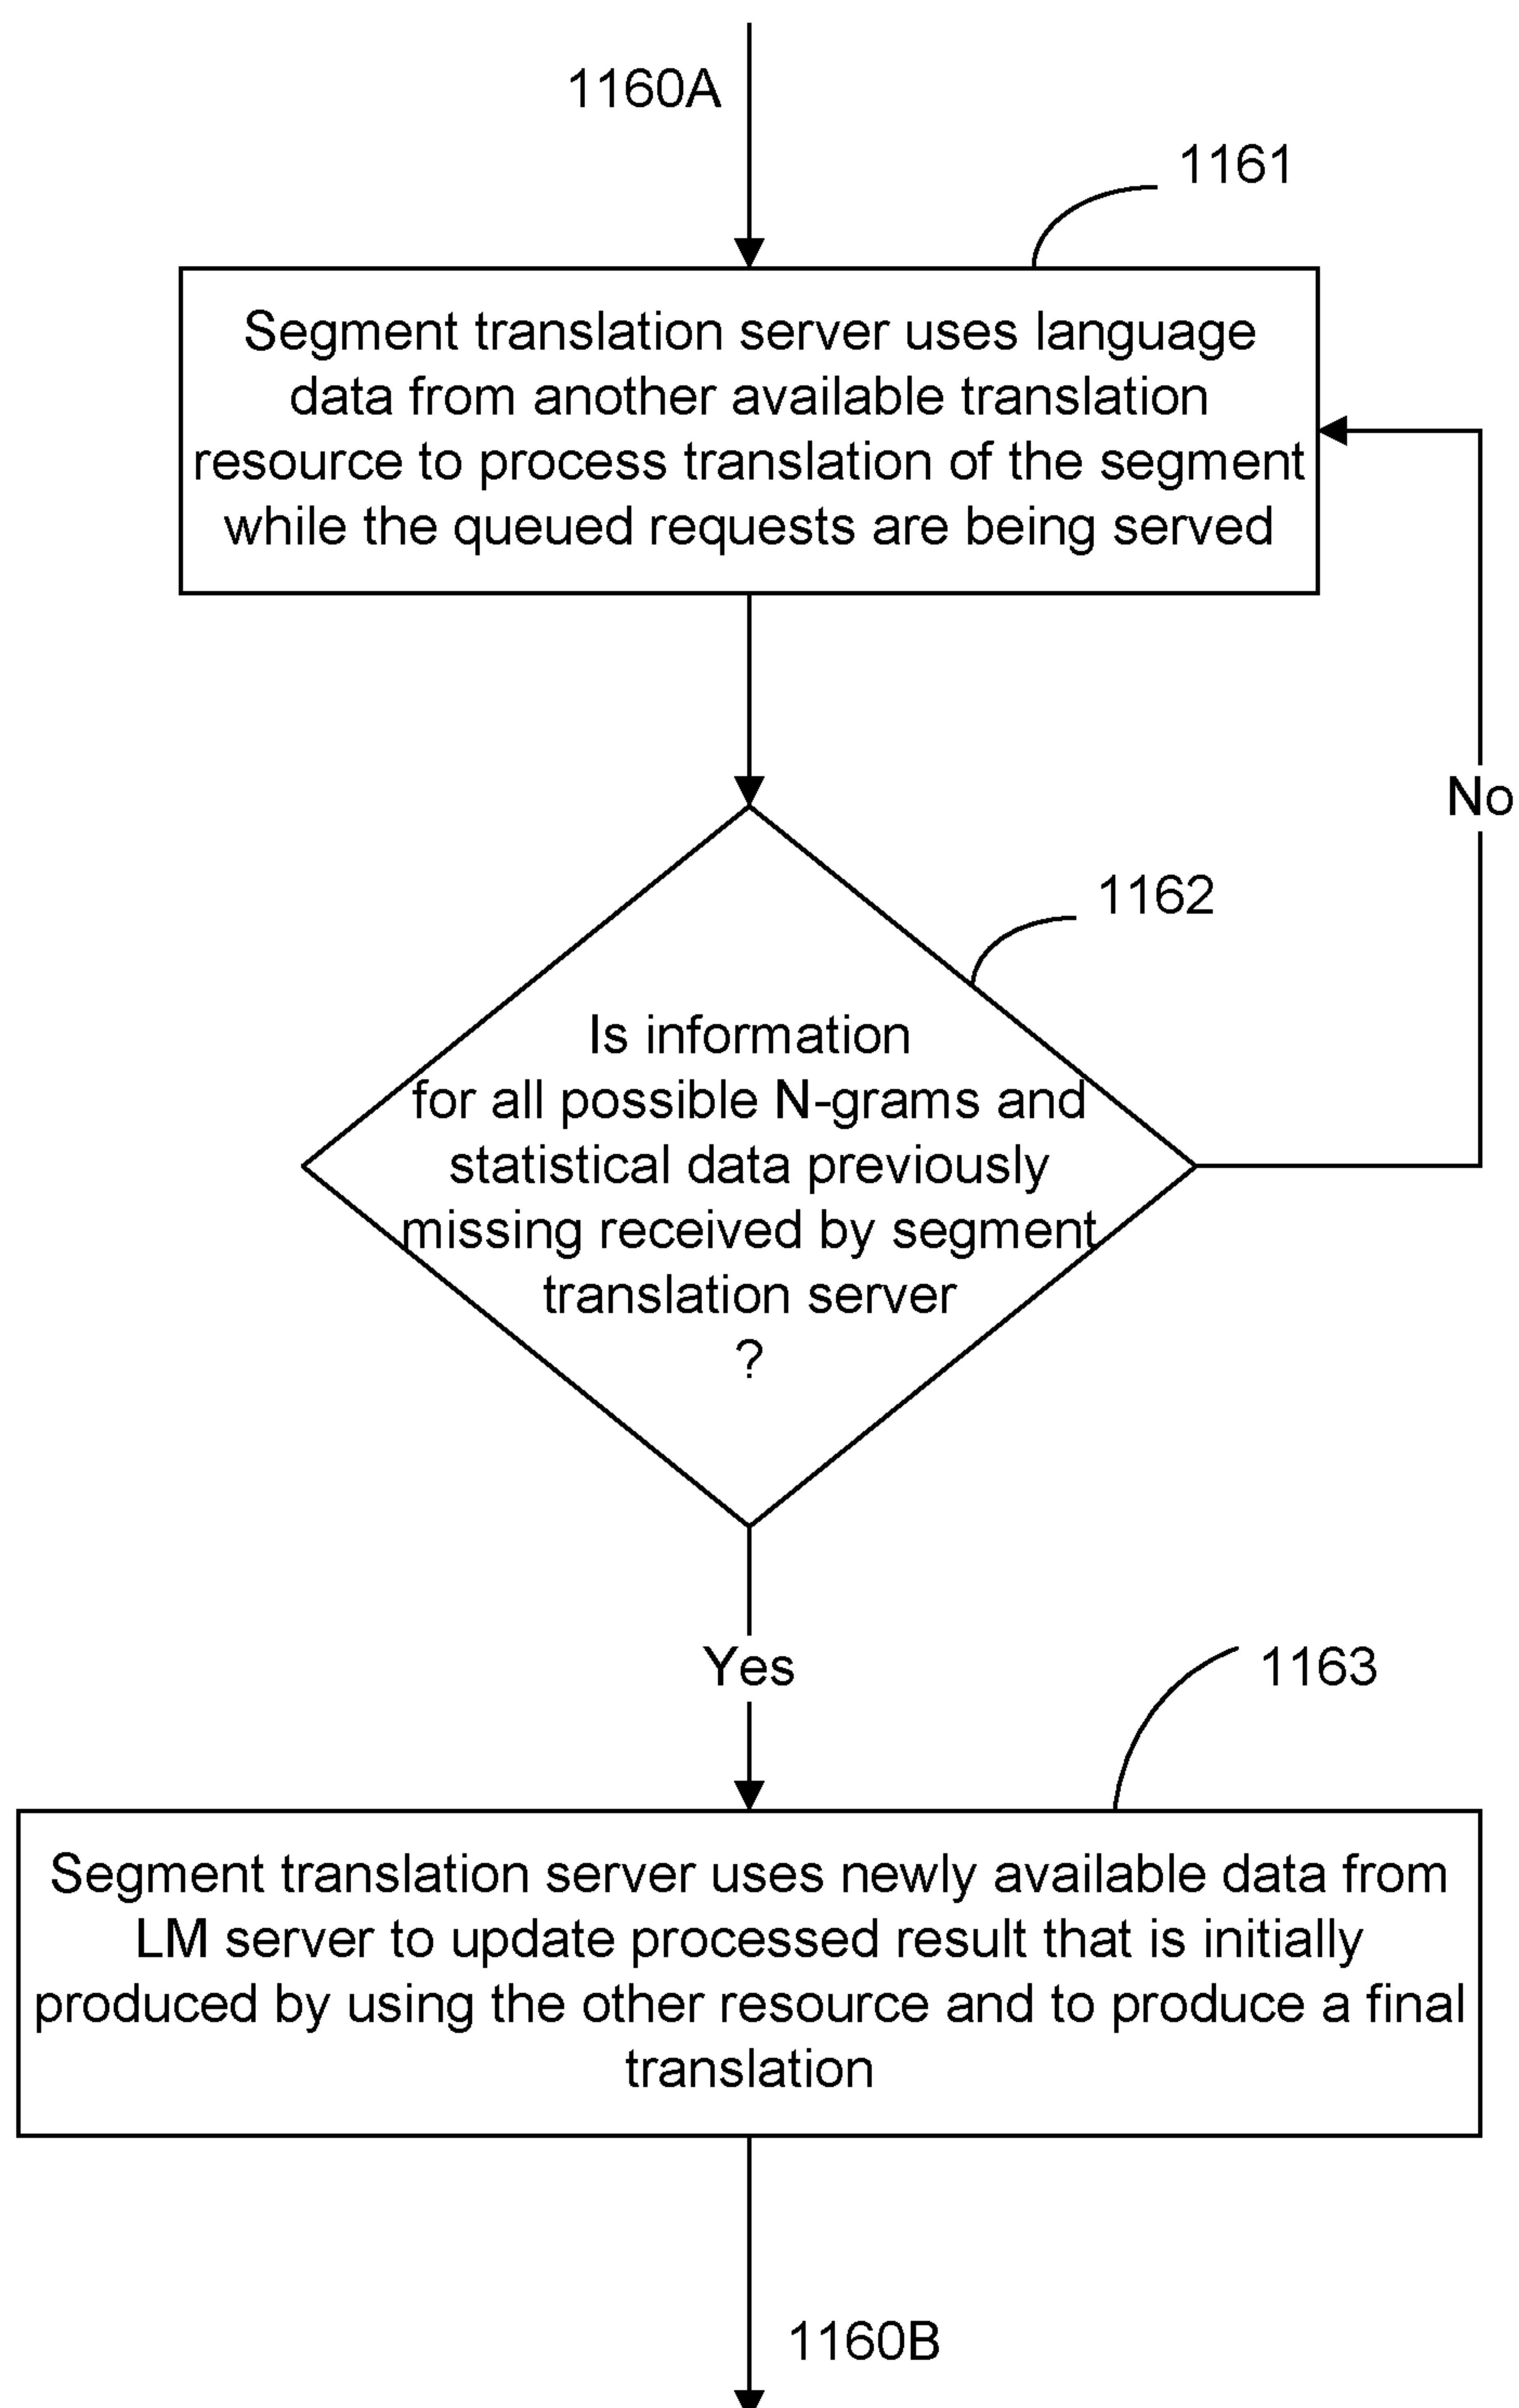 1160A
1161
Segment translation server uses language
data from another available translation
resource to process translation of the segment
while the queued requests are being served
No
1162
Is information
for all possible N-grams and
statistical data previously
missing received by segment
translation server
?
Yes
1163
Segment translation server uses newly available data from
LM server to update processed result that is initially
produced by using the other resource and to produce a final
translation
1160B